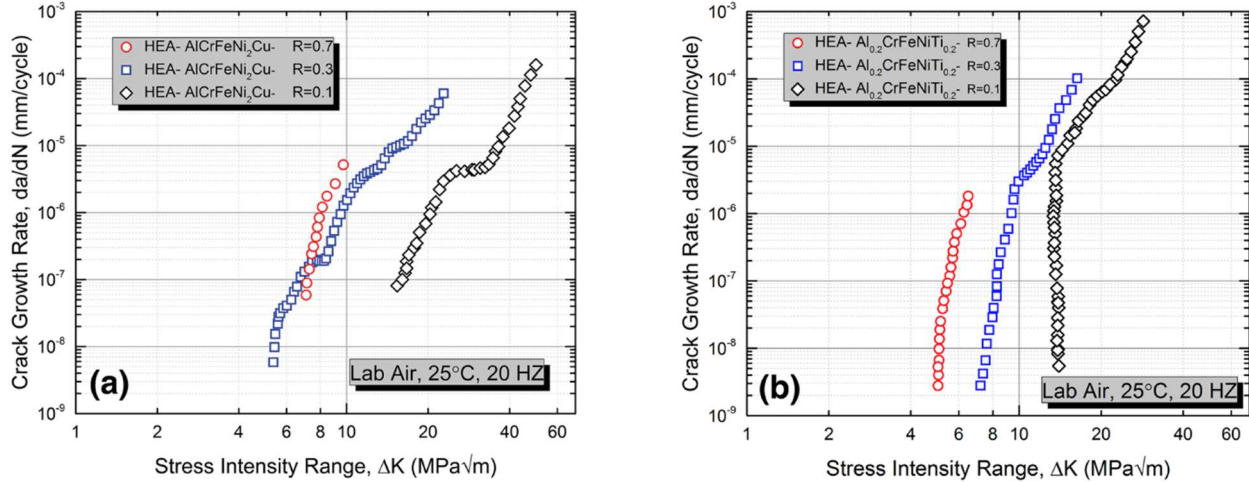 (a)
HEA- AlCrFeNi₂Cu- R=0.7
HEA- AlCrFeNi₂Cu- R=0.3
HEA- AlCrFeNi₂Cu- R=0.1
Crack Growth Rate, da/dN (mm/cycle)
10⁻³
10⁻⁴
10⁻⁵
10⁻⁶
10⁻⁷
10⁻⁸
10⁻⁹
Lab Air, 25°C, 20 HZ
1 2 4 6 8 10 20 40 60
Stress Intensity Range, ΔK (MPa√m)
(b)
HEA- Al₀.₂CrFeNiTi₀.₂- R=0.7
HEA- Al₀.₂CrFeNiTi₀.₂- R=0.3
HEA- Al₀.₂CrFeNiTi₀.₂- R=0.1
Crack Growth Rate, da/dN (mm/cycle)
10⁻³
10⁻⁴
10⁻⁵
10⁻⁶
10⁻⁷
10⁻⁸
10⁻⁹
Lab Air, 25°C, 20 HZ
1 2 4 6 8 10 20 40 60
Stress Intensity Range, ΔK (MPa√m)